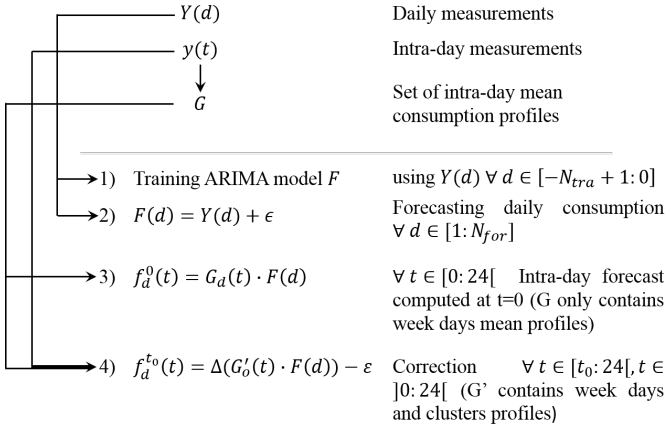 Y(d) Daily measurements
y(t) Intra-day measurements
G Set of intra-day mean
consumption profiles
1) Training ARIMA model F using Y(d) ∀ d ∈ [−N_tra + 1: 0]
2) F(d) = Y(d) + ϵ Forecasting daily consumption
∀ d ∈ [1: N_for]
3) f_d^0(t) = G_d(t) · F(d) ∀ t ∈ [0: 24[ Intra-day forecast
computed at t=0 (G only contains
week days mean profiles)
4) f_d^{t_0}(t) = Δ(G'_o(t) · F(d)) − ε Correction ∀ t ∈ [t_0: 24[, t ∈
]0: 24[ (G’ contains week days
and clusters profiles)